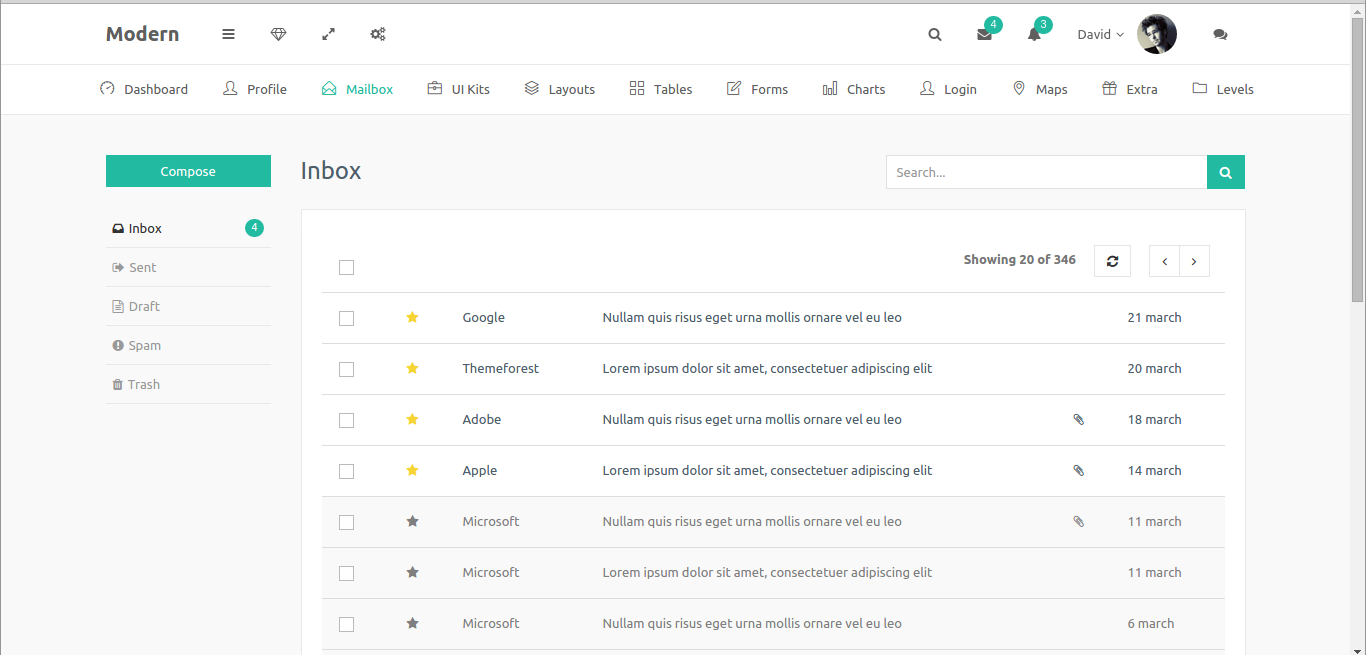 Modern
4
3
David
Dashboard Profile Mailbox UI Kits Layouts Tables Forms Charts Login Maps Extra Levels
Compose
Inbox
Search...
Inbox 4
Sent
Draft
Spam
Trash
Showing 20 of 346
Google Nullam quis risus eget urna mollis ornare vel eu leo 21 march
Themeforest Lorem ipsum dolor sit amet, consectetuer adipiscing elit 20 march
Adobe Nullam quis risus eget urna mollis ornare vel eu leo 18 march
Apple Lorem ipsum dolor sit amet, consectetuer adipiscing elit 14 march
Microsoft Nullam quis risus eget urna mollis ornare vel eu leo 11 march
Microsoft Lorem ipsum dolor sit amet, consectetuer adipiscing elit 11 march
Microsoft Nullam quis risus eget urna mollis ornare vel eu leo 6 march